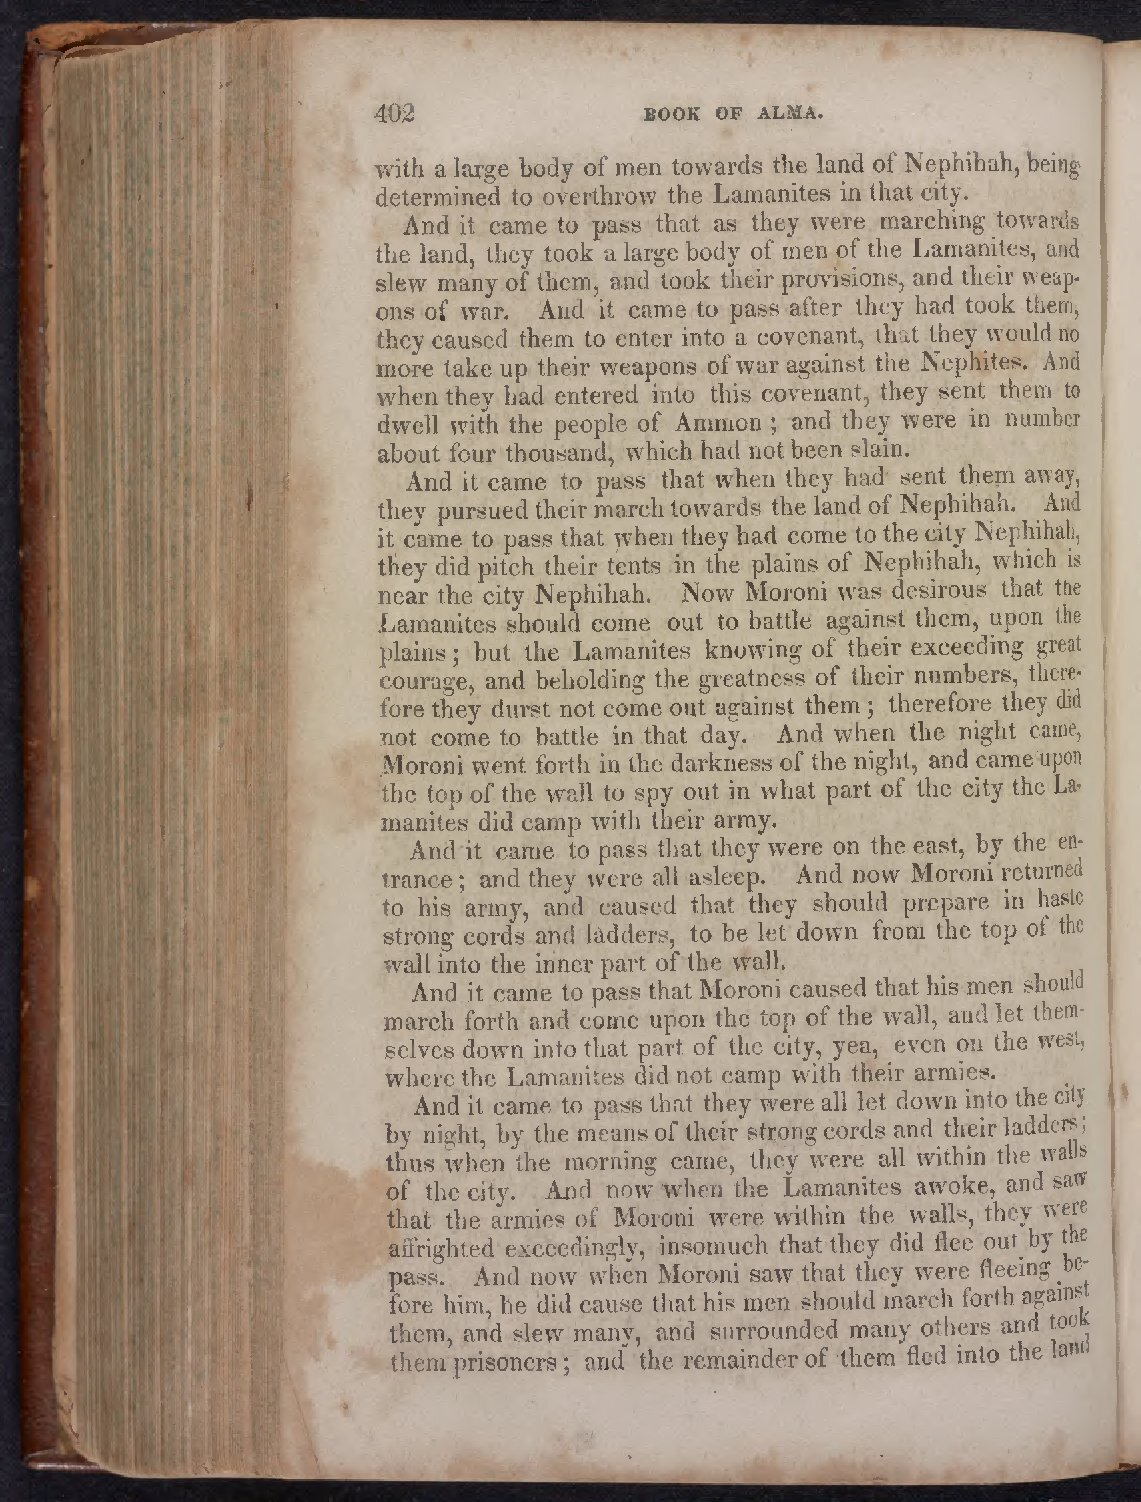 402 BOOK OF ALMA.
with a large body of men towards the land of Nephihah, being
determined to overthrow the Lamanites in that city.
And it came to pass that as they were marching towards
the land, they took a large body of men of the Lamanites, and
slew many of them, and took their provisions, and their weap-
ons of war. And it came to pass after they had took them,
they caused them to enter into a covenant, that they would no
more take up their weapons of war against the Nephites. And
when they had entered into this covenant, they sent them to
dwell with the people of Ammon; and they were in number
about four thousand, which had not been slain.
And it came to pass that when they had sent them away,
they pursued their march towards the land of Nephihah. And
it came to pass that when they had come to the city Nephihah,
they did pitch their tents in the plains of Nephihah, which is
near the city Nephihah. Now Moroni was desirous that the
Lamanites should come out to battle against them, upon the
plains; but the Lamanites knowing of their exceeding great
courage, and beholding the greatness of their numbers, there-
fore they durst not come out against them; therefore they did
not come to battle in that day. And when the night came,
Moroni went forth in the darkness of the night, and came upon
the top of the wall to spy out in what part of the city the La-
manites did camp with their army.
And it came to pass that they were on the east, by the en-
trance; and they were all asleep. And now Moroni returned
to his army, and caused that they should prepare in haste
strong cords and ladders, to be let down from the top of the
wall into the inner part of the wall.
And it came to pass that Moroni caused that his men should
march forth and come upon the top of the wall, and let them-
selves down into that part of the city, yea, even on the west,
where the Lamanites did not camp with their armies.
And it came to pass that they were all let down into the city
by night, by the means of their strong cords and their ladders;
thus when the morning came, they were all within the walls
of the city. And now when the Lamanites awoke, and saw
that the armies of Moroni were within the walls, they were
affrighted exceedingly, insomuch that they did flee out by the
pass. And now when Moroni saw that they were fleeing be-
fore him, he did cause that his men should march forth against
them, and slew many, and surrounded many others and took
them prisoners; and the remainder of them fled into the land